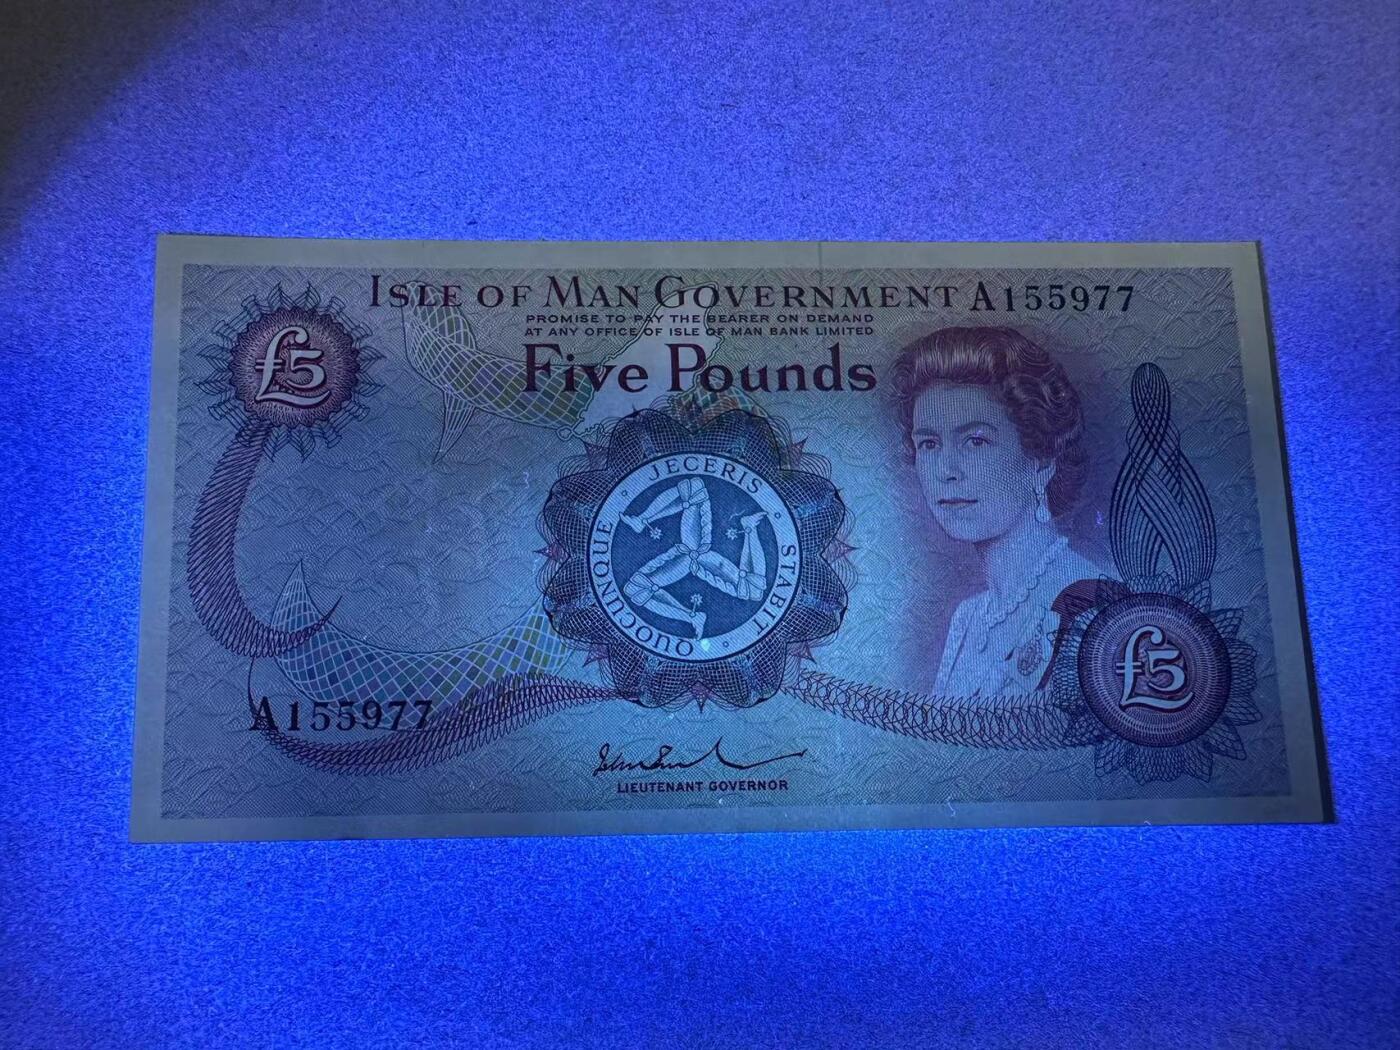 ISLE OF MAN GOVERNMENT A155977
PROMISE TO PAY THE BEARER ON DEMAND
AT ANY OFFICE OF ISLE OF MAN BANK LIMITED
Five Pounds
£5
QUOCUNQUE · JECERIS · STABIT ·
£5
A155977
LIEUTENANT GOVERNOR